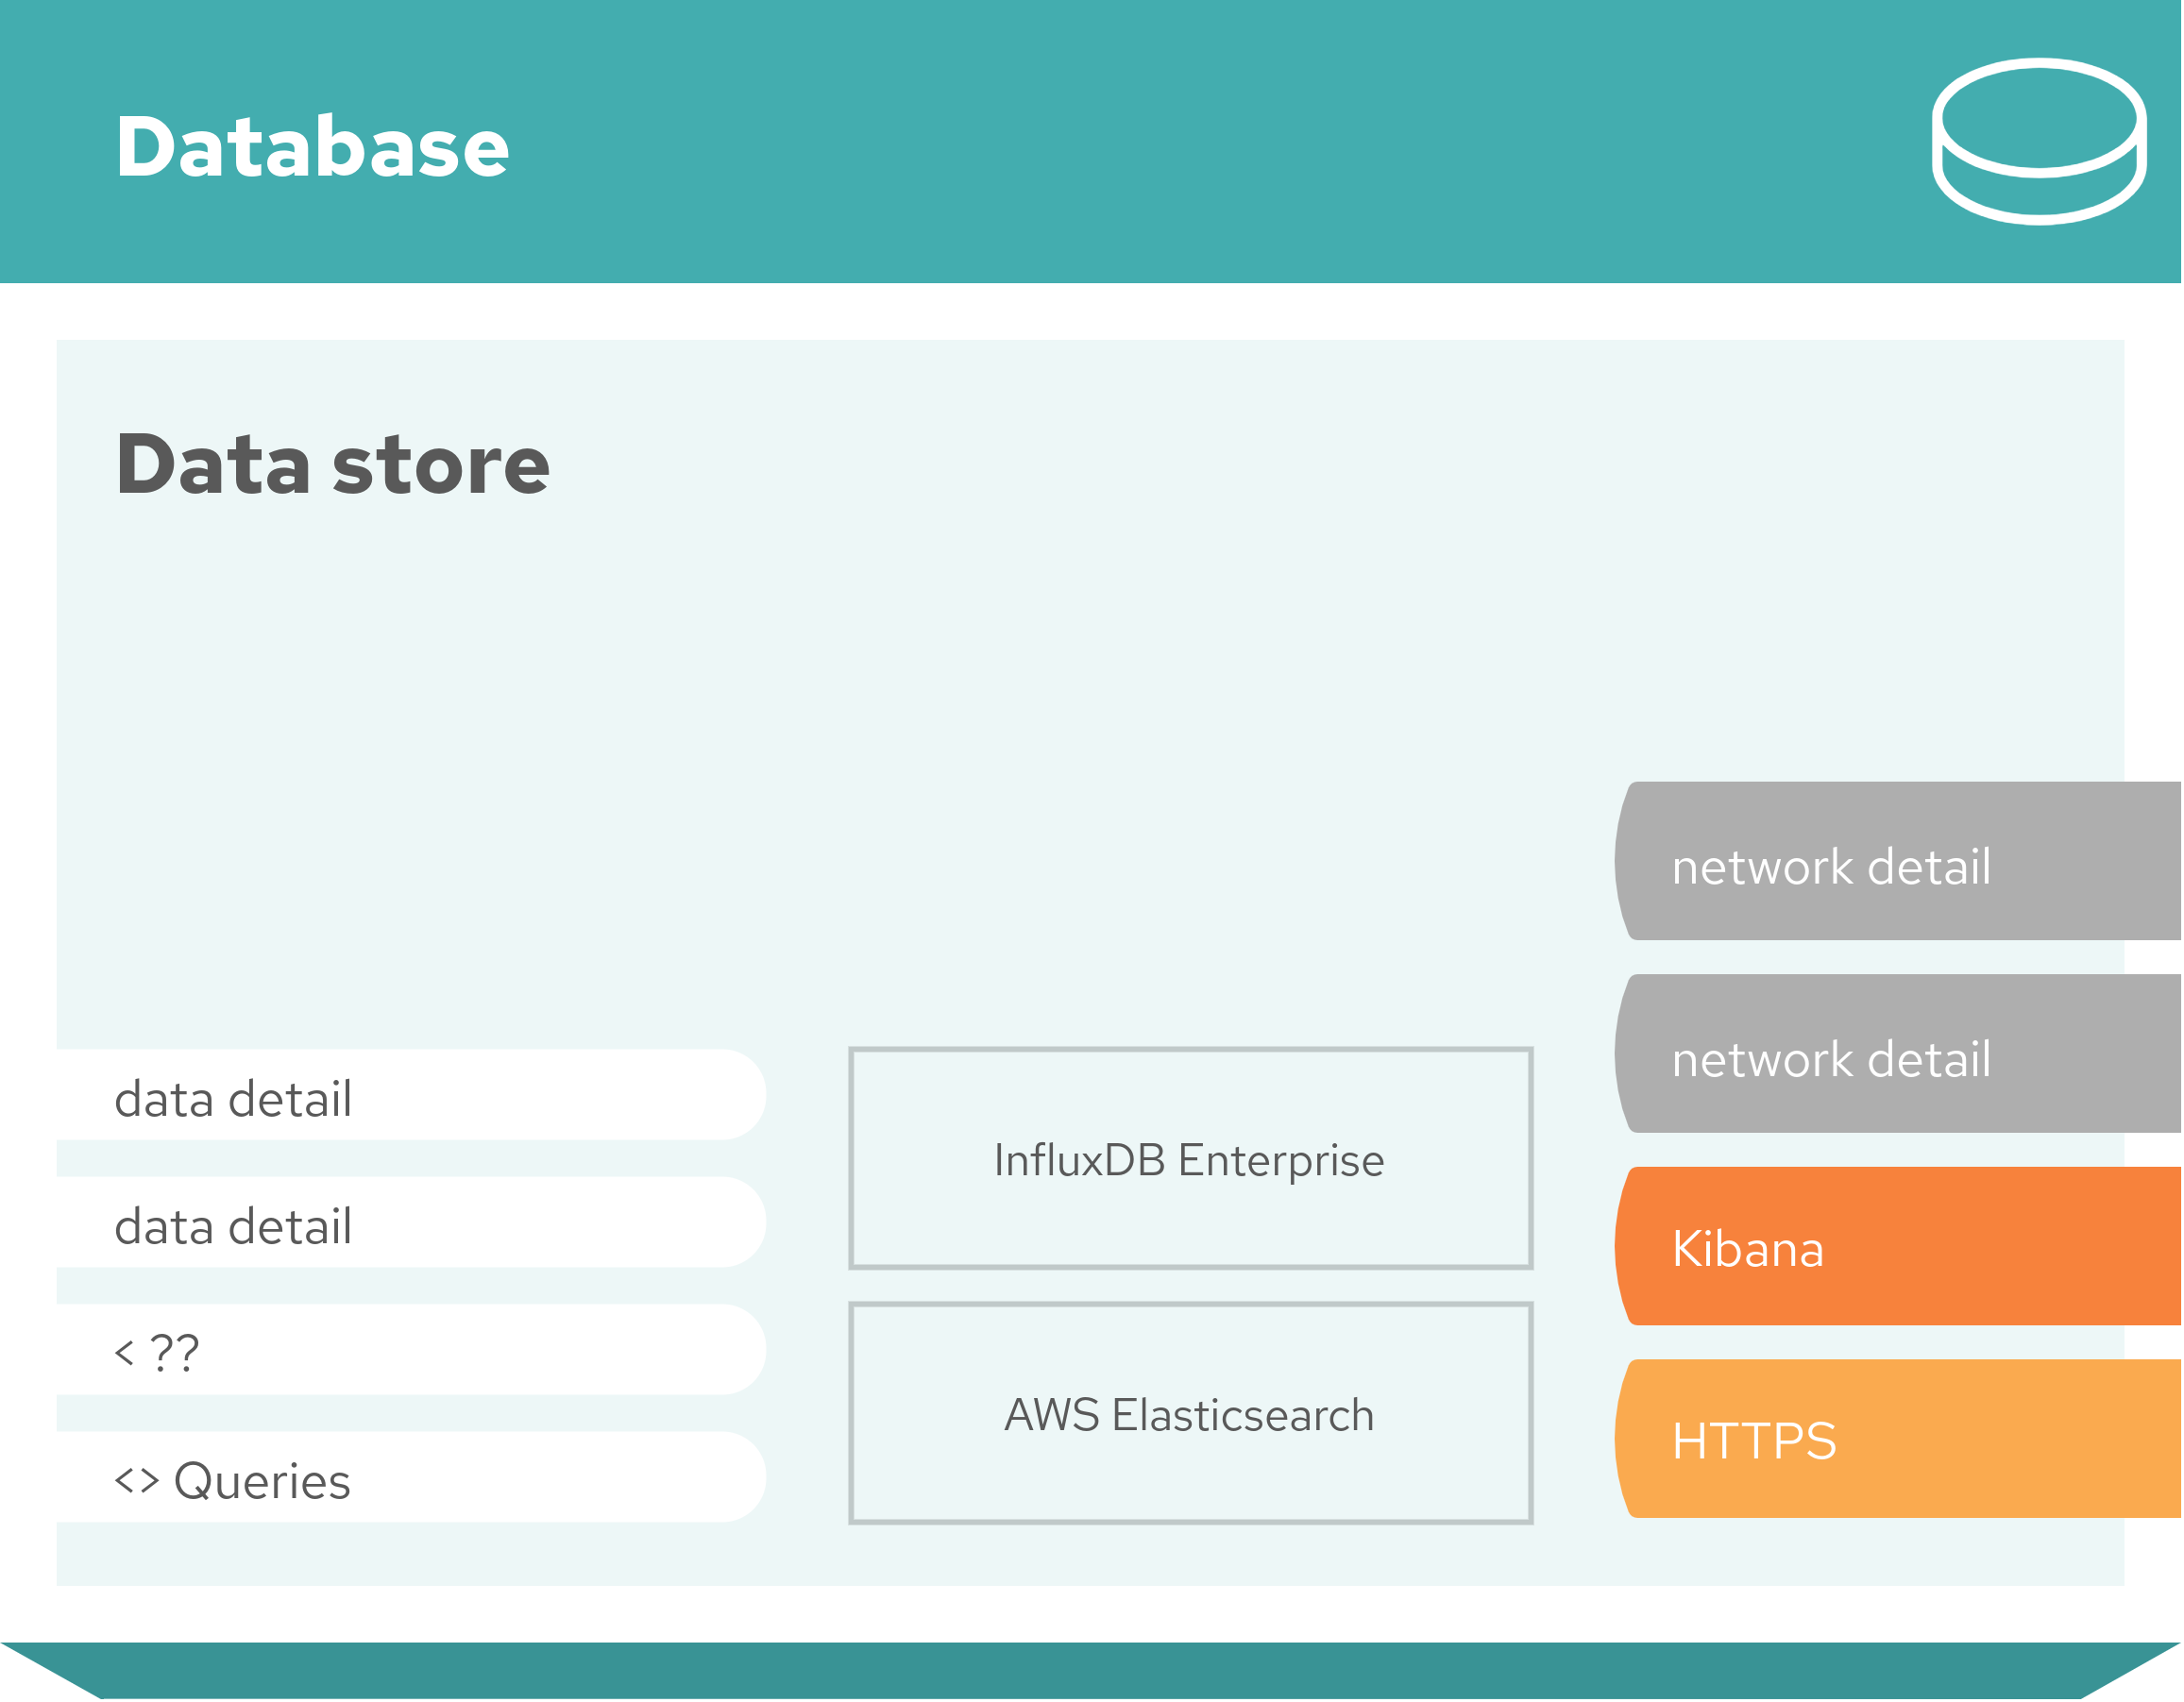 Database
Data store
network detail
network detail
data detail
InfluxDB Enterprise
data detail
Kibana
< ??
AWS Elasticsearch
HTTPS
<> Queries